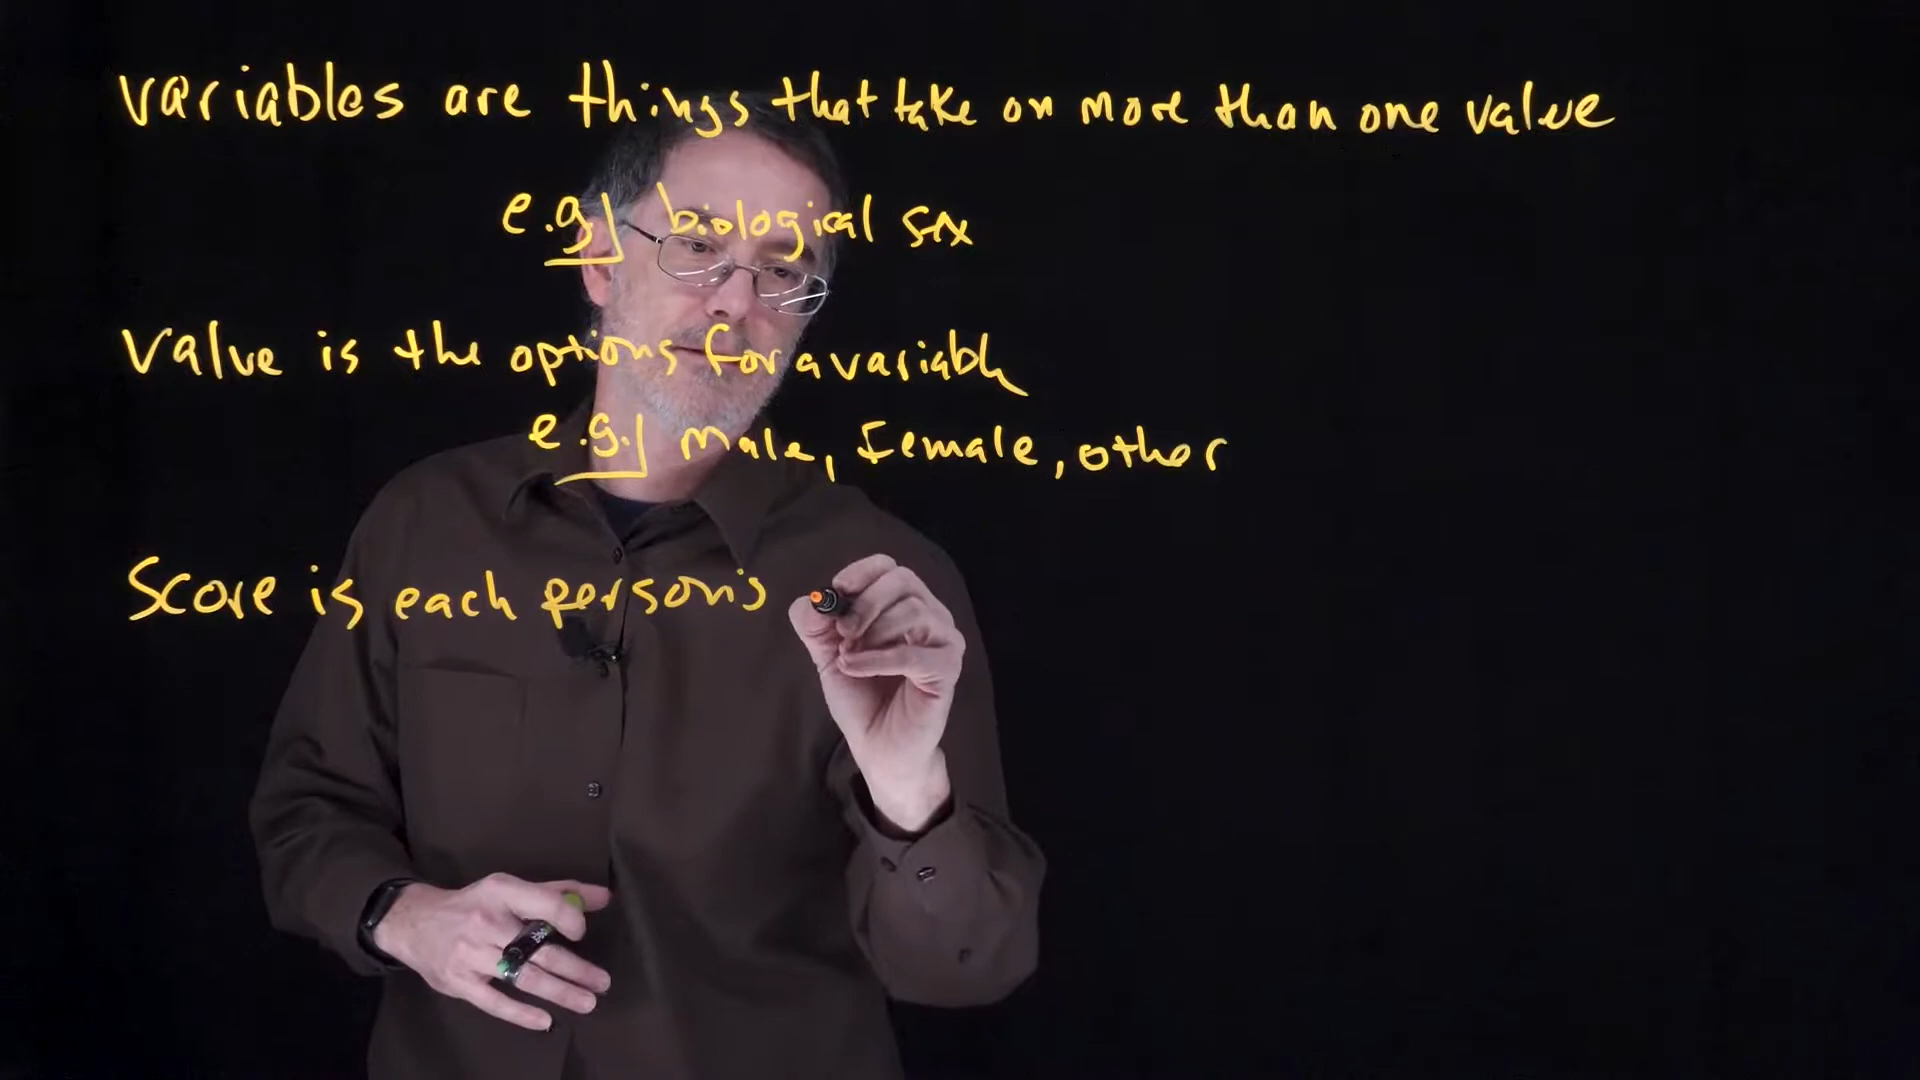 variables are things that take on more than one value
e.g. biological sex
value is the options for a variable
e.g. male, female, other
Score is each person's